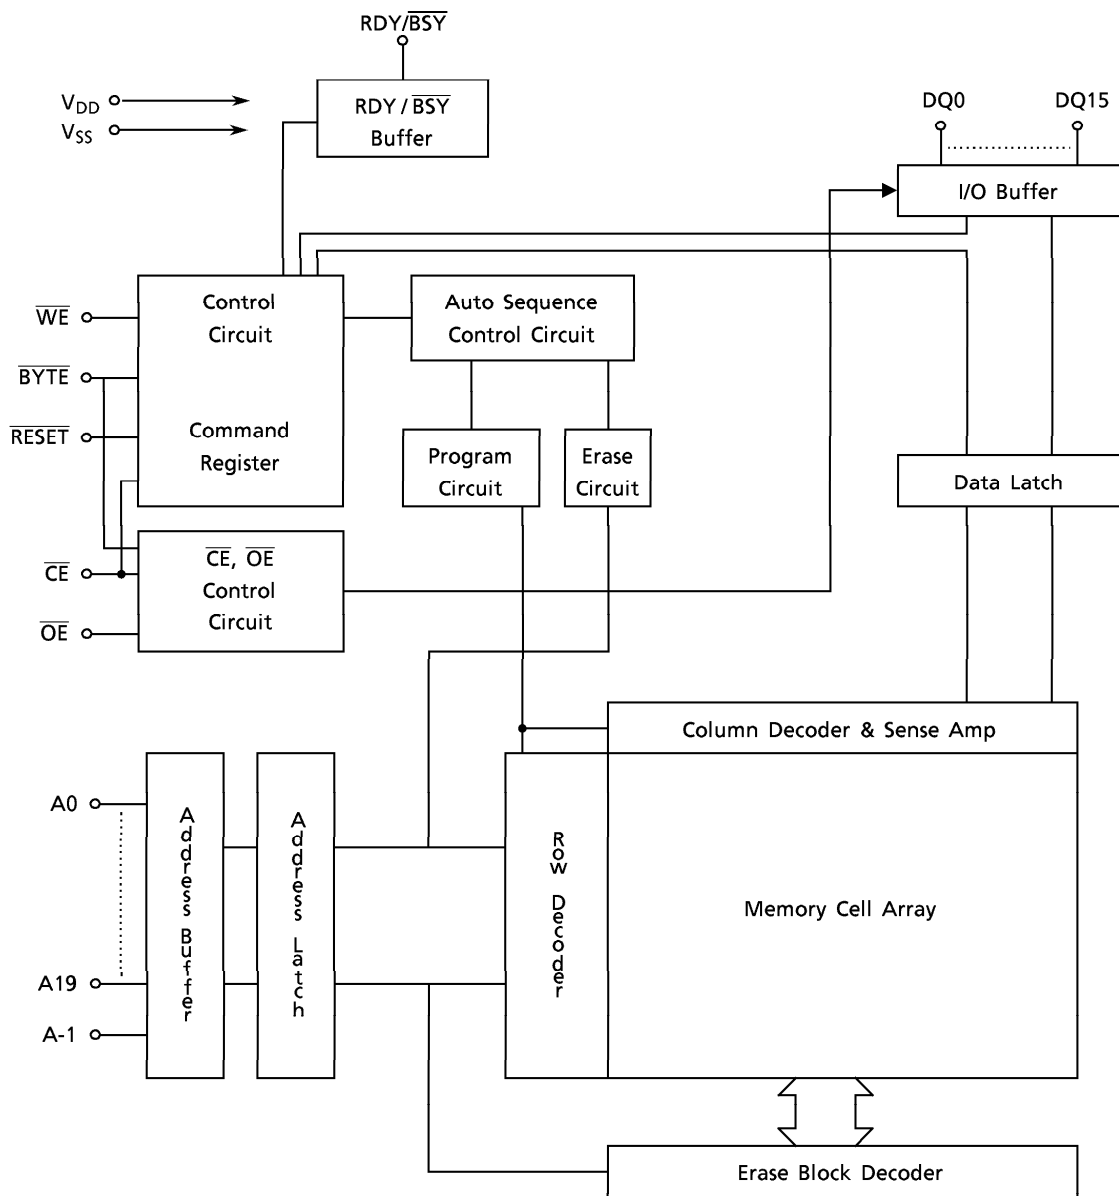 RDY/BSY
RDY / BSY
Buffer
VDD
VSS
DQ0 DQ15
I/O Buffer
WE
BYTE
RESET
CE
OE
Control
Circuit
Command
Register
Auto Sequence
Control Circuit
Program
Circuit
Erase
Circuit
Data Latch
CE, OE
Control
Circuit
Column Decoder & Sense Amp
A0
A19
A-1
Address Buffer
Address Latch
Row Decoder
Memory Cell Array
Erase Block Decoder